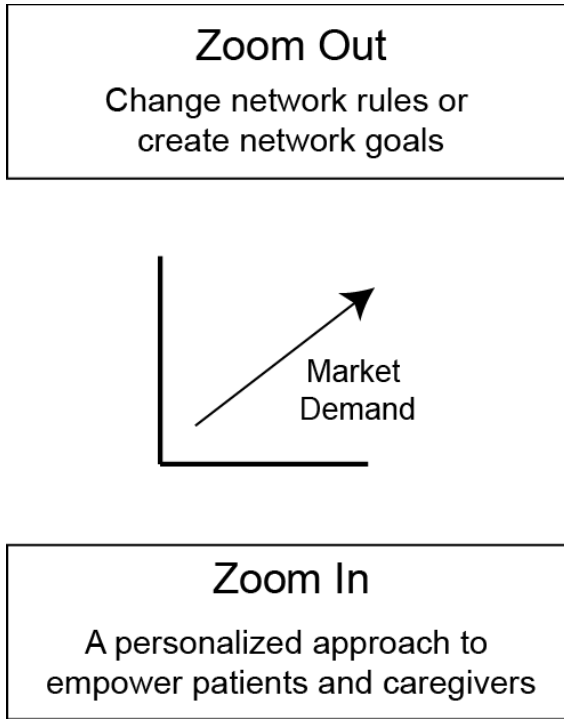 Zoom Out
Change network rules or
create network goals
Market
Demand
Zoom In
A personalized approach to
empower patients and caregivers